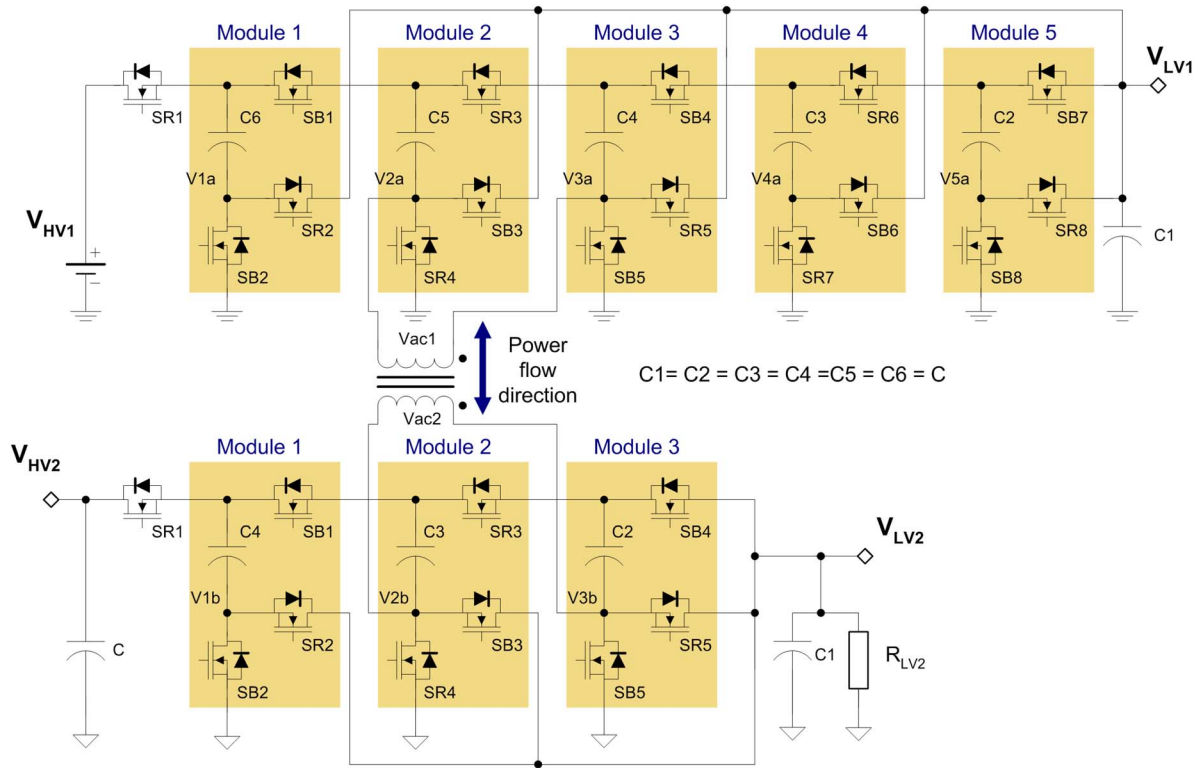 Module 1
Module 2
Module 3
Module 4
Module 5
VLV1
SR1
C6
SB1
C5
SR3
C4
SB4
C3
SR6
C2
SB7
V1a
V2a
V3a
V4a
V5a
VHV1
+
−
SR2
SB3
SR5
SB6
SR8
C1
SB2
SR4
SB5
SR7
SB8
Vac1
Power
flow
direction
C1= C2 = C3 = C4 =C5 = C6 = C
Vac2
Module 1
Module 2
Module 3
VHV2
SR1
C4
SB1
C3
SR3
C2
SB4
VLV2
V1b
V2b
V3b
C
SR2
SB3
SR5
C1
RLV2
SB2
SR4
SB5